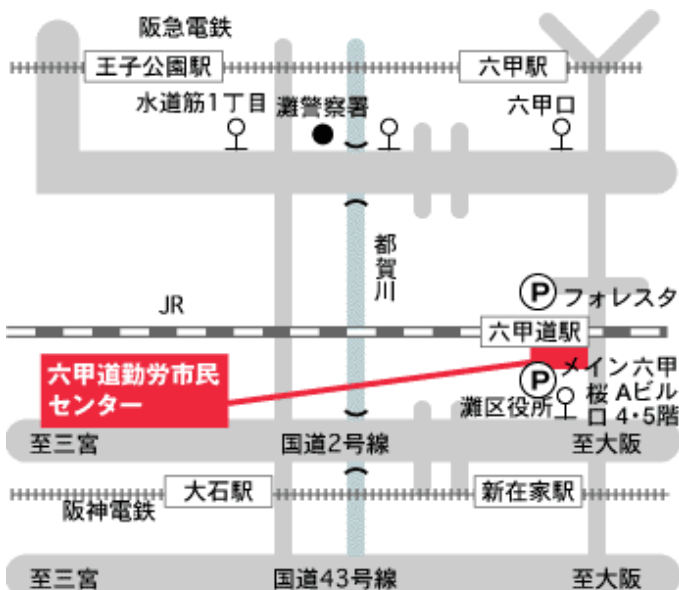 阪急電鉄
王子公園駅
六甲駅
水道筋1丁目
灘警察署
六甲口
都賀川
JR
P
フォレスタ
六甲道駅
六甲道勤労市民
センター
P
メイン六甲
Aビル
4・5階
灘区役所
桜口
至三宮
国道2号線
至大阪
大石駅
新在家駅
阪神電鉄
至三宮
国道43号線
至大阪